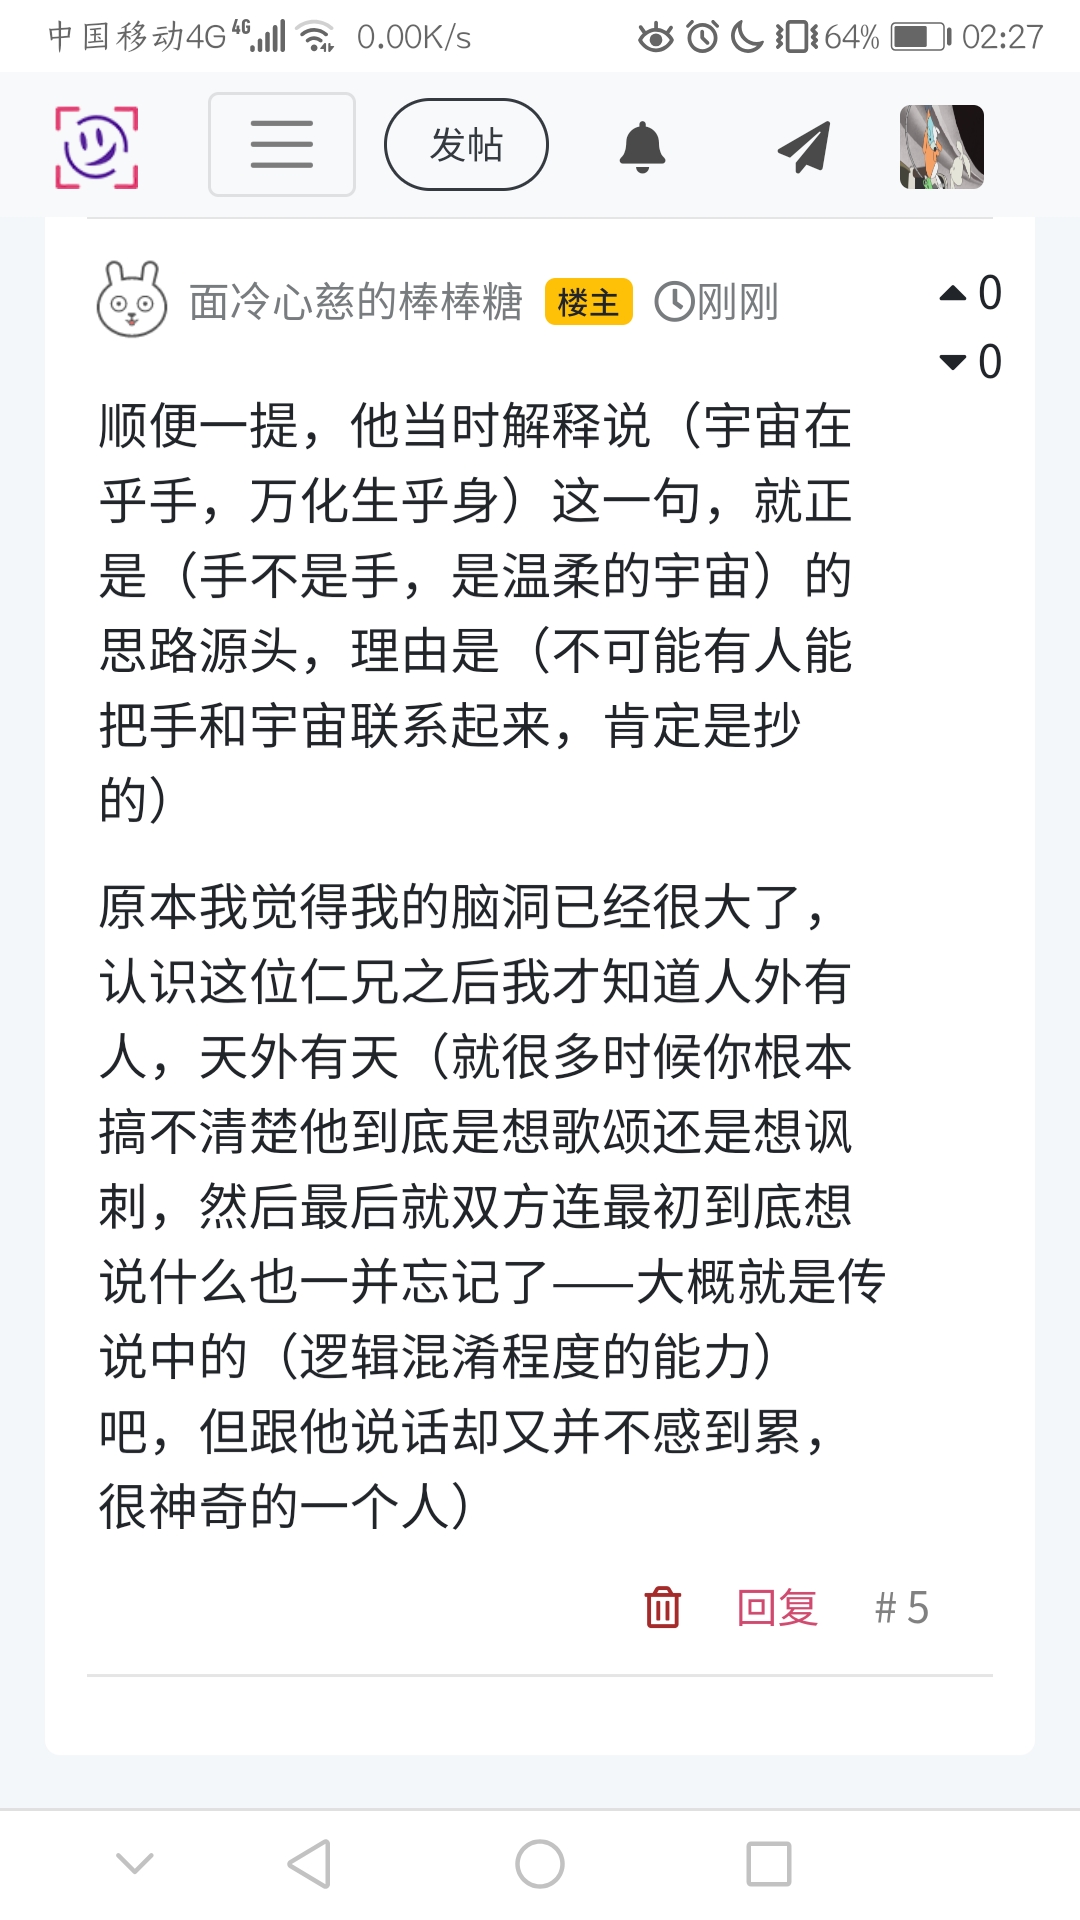 中国移动4G 4G 0.00K/s 64% 02:27
发帖
面冷心慈的棒棒糖 楼主 刚刚
0
0
顺便一提，他当时解释说（宇宙在
乎手，万化生乎身）这一句，就正
是（手不是手，是温柔的宇宙）的
思路源头，理由是（不可能有人能
把手和宇宙联系起来，肯定是抄
的）
原本我觉得我的脑洞已经很大了，
认识这位仁兄之后我才知道人外有
人，天外有天（就很多时候你根本
搞不清楚他到底是想歌颂还是想讽
刺，然后最后就双方连最初到底想
说什么也一并忘记了——大概就是传
说中的（逻辑混淆程度的能力）
吧，但跟他说话却又并不感到累，
很神奇的一个人）
回复 # 5